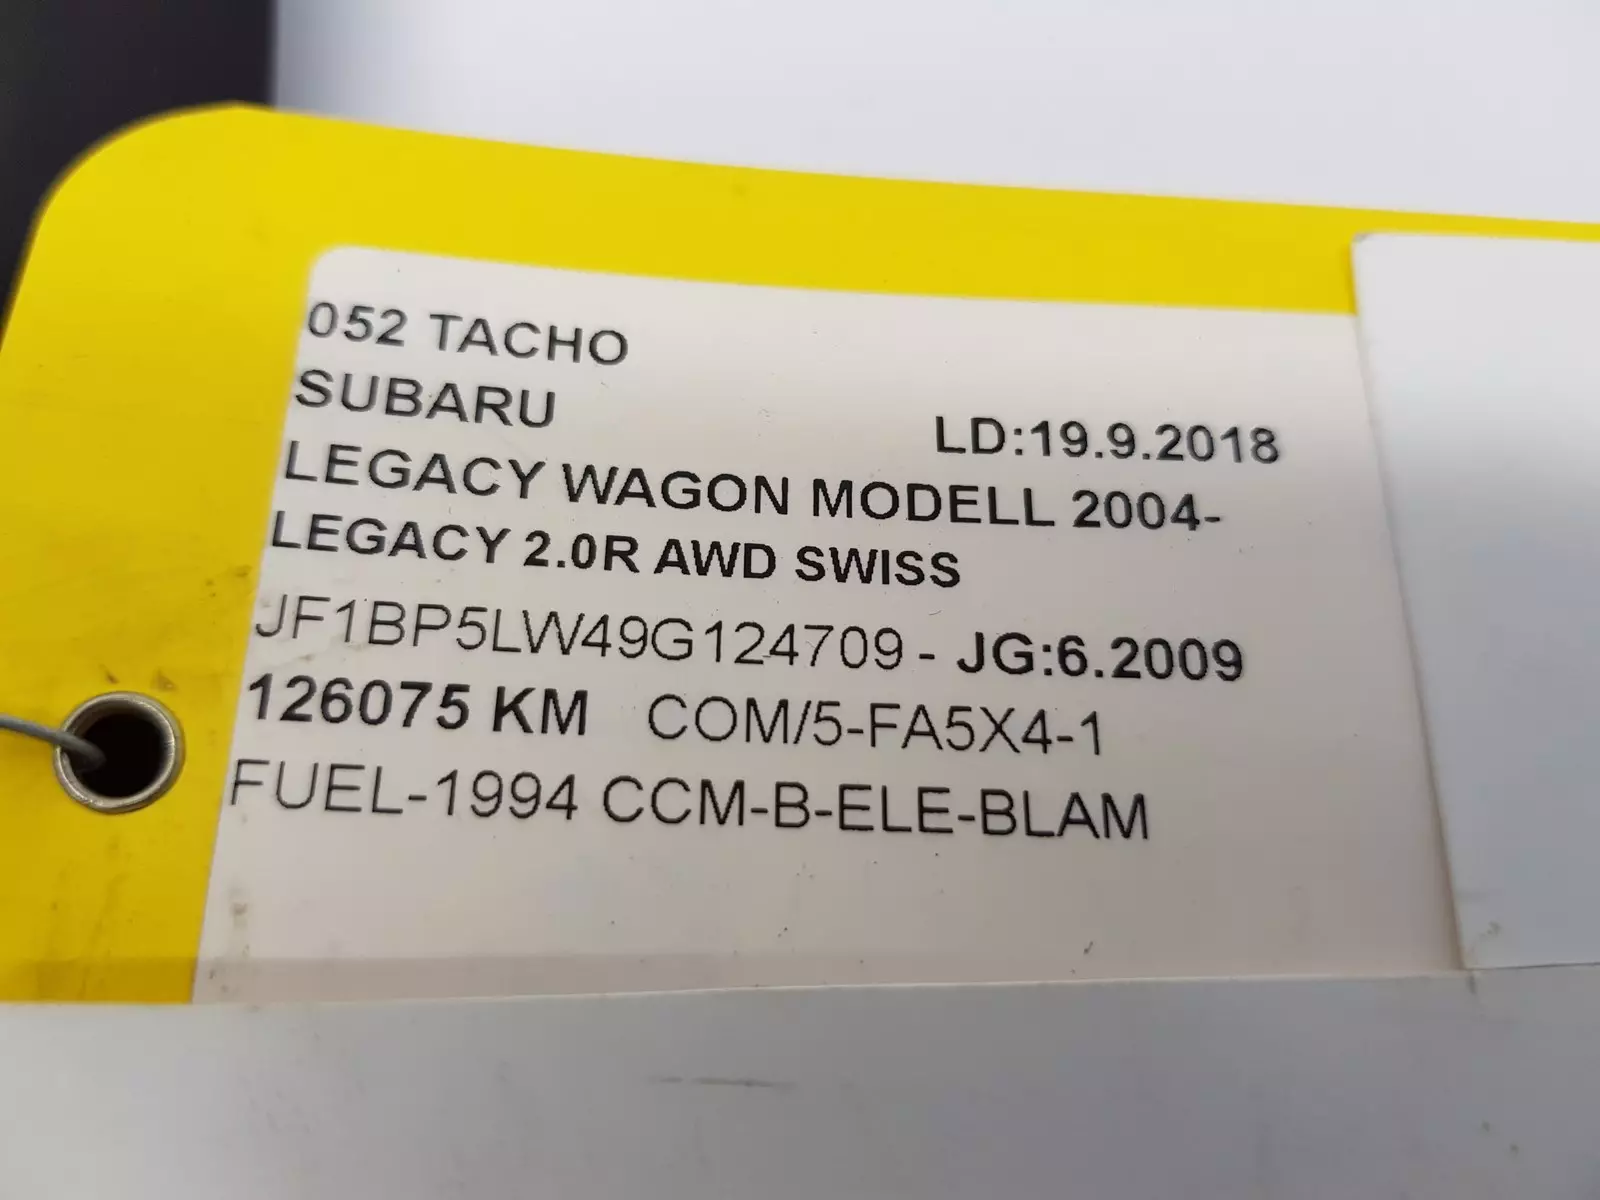 052 TACHO
SUBARU LD:19.9.2018
LEGACY WAGON MODELL 2004-
LEGACY 2.0R AWD SWISS
JF1BP5LW49G124709 - JG:6.2009
126075 KM COM/5-FA5X4-1
FUEL-1994 CCM-B-ELE-BLAM